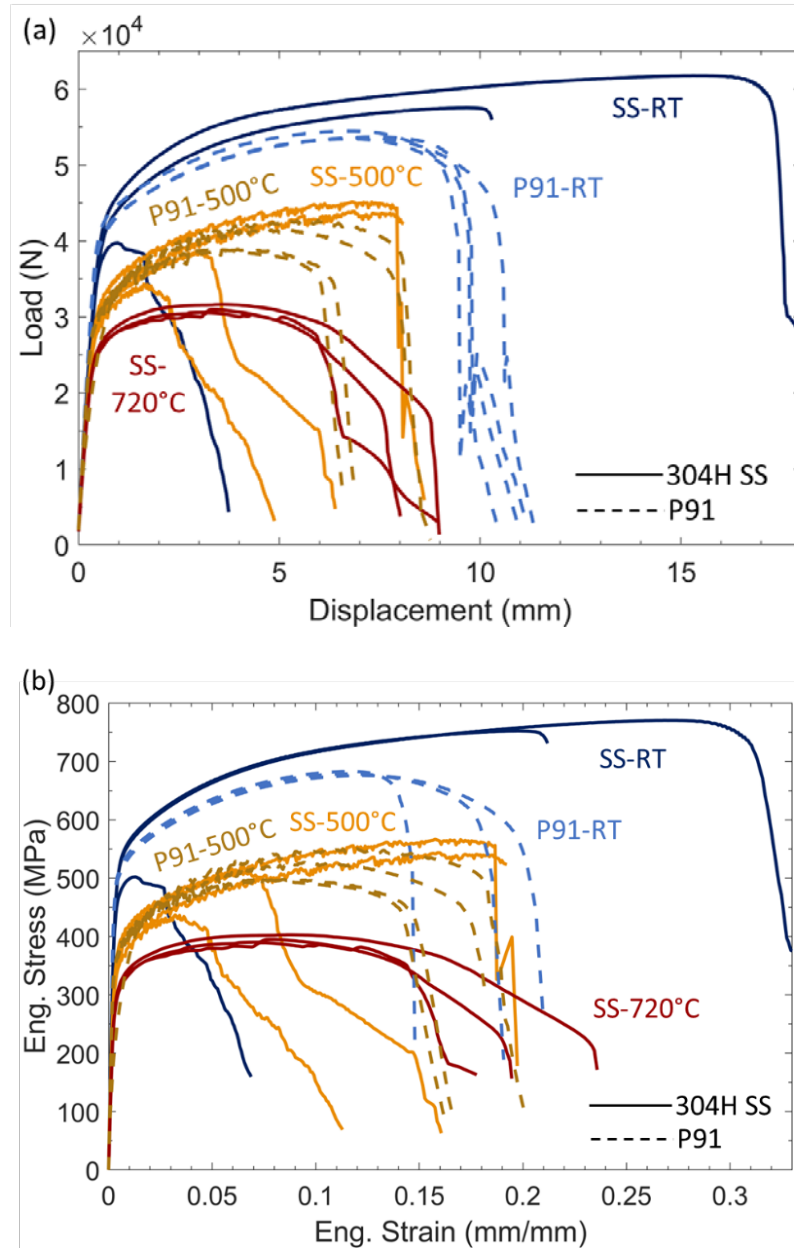 (a)
×10⁴
6
5
4
3
2
1
0
Load (N)
SS-RT
SS-500°C
P91-500°C
P91-RT
SS-
720°C
304H SS
P91
0 5 10 15
Displacement (mm)
(b)
800
700
600
500
400
300
200
100
0
Eng. Stress (MPa)
SS-RT
SS-500°C
P91-RT
P91-500°C
SS-720°C
304H SS
P91
0 0.05 0.1 0.15 0.2 0.25 0.3
Eng. Strain (mm/mm)